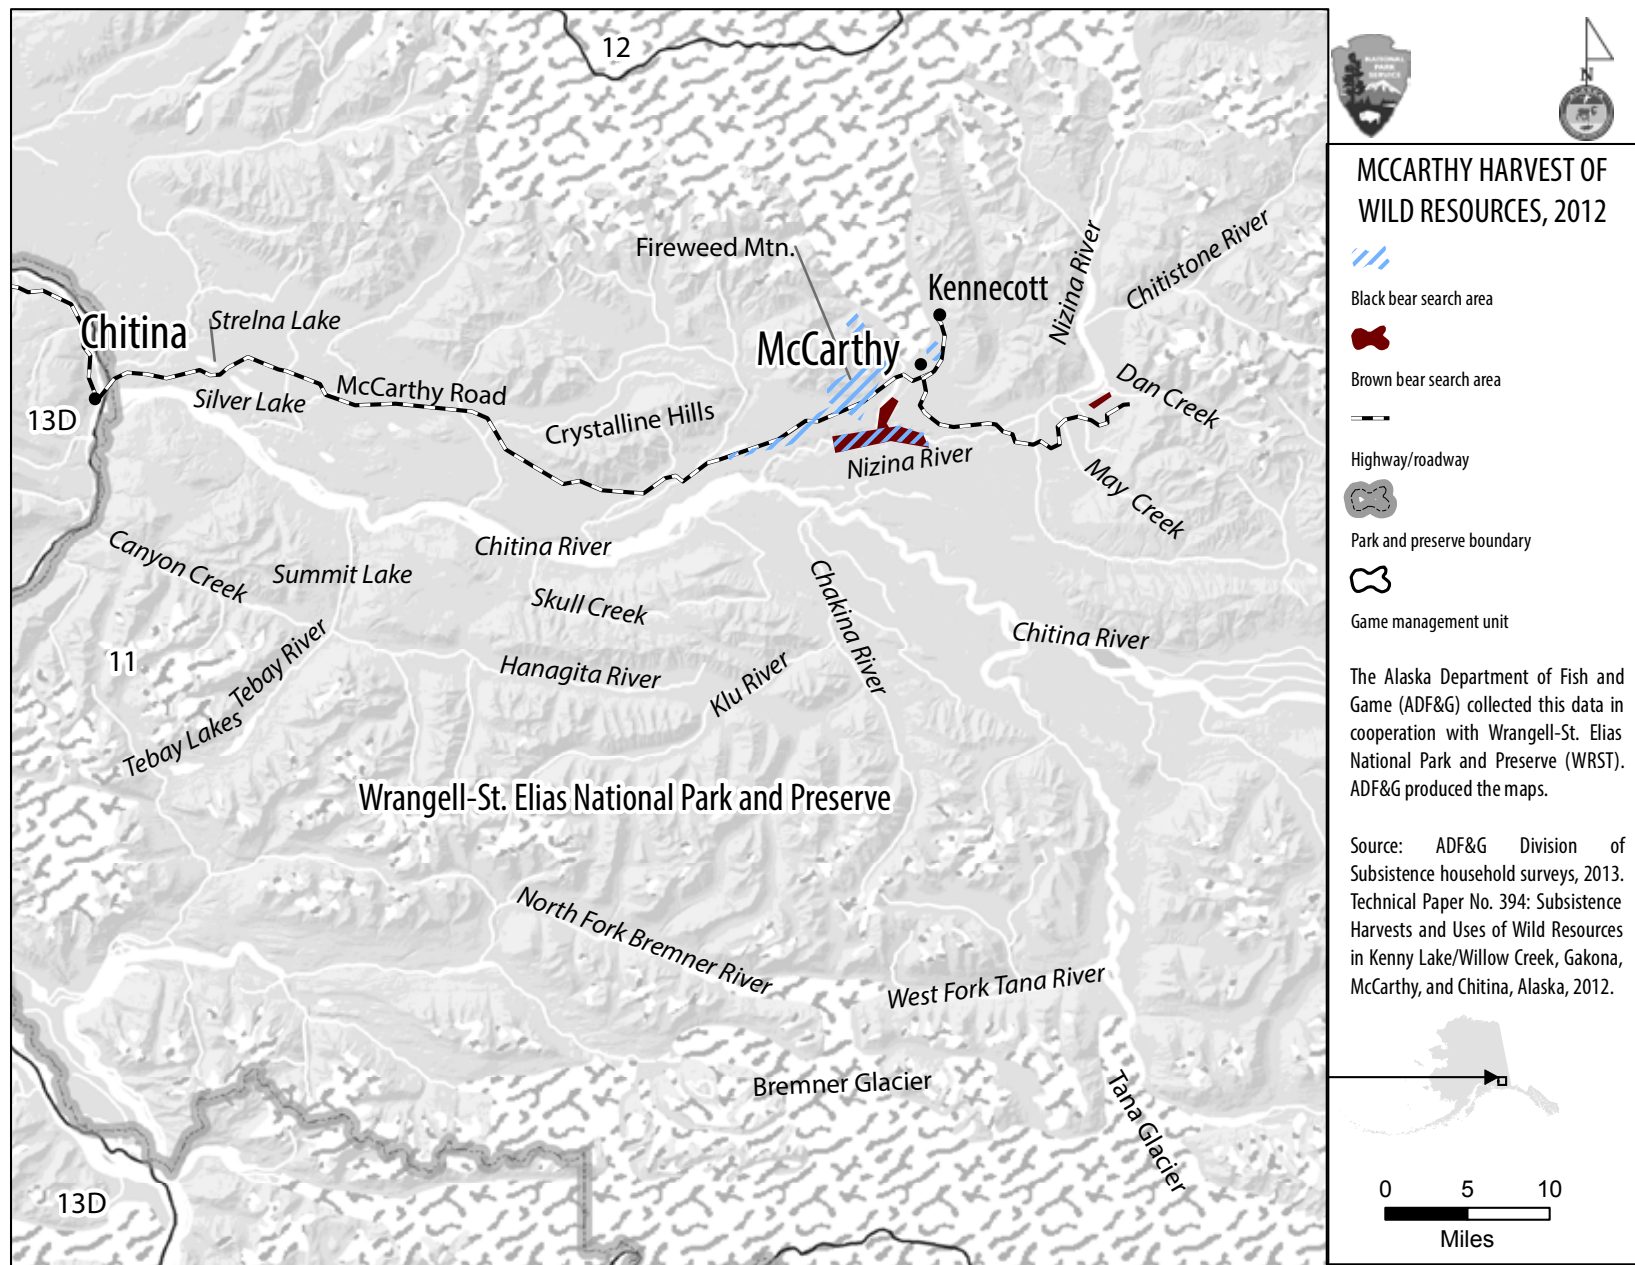 12
Fireweed Mtn.
Kennecott
Nizina River
Chitistone River
Chitina
Strelna Lake
McCarthy
Silver Lake
McCarthy Road
Crystalline Hills
Dan Creek
13D
Nizina River
May Creek
Canyon Creek
Summit Lake
Chitina River
Skull Creek
Chakina River
Chitina River
11
Tebay River
Hanagita River
Klu River
Tebay Lakes
Wrangell-St. Elias National Park and Preserve
North Fork Bremner River
West Fork Tana River
Bremner Glacier
Tana Glacier
13D
NATIONAL
PARK
SERVICE
N
MCCARTHY HARVEST OF
WILD RESOURCES, 2012
Black bear search area
Brown bear search area
Highway/roadway
Park and preserve boundary
Game management unit
The Alaska Department of Fish and
Game (ADF&G) collected this data in
cooperation with Wrangell-St. Elias
National Park and Preserve (WRST).
ADF&G produced the maps.
Source: ADF&G Division of
Subsistence household surveys, 2013.
Technical Paper No. 394: Subsistence
Harvests and Uses of Wild Resources
in Kenny Lake/Willow Creek, Gakona,
McCarthy, and Chitina, Alaska, 2012.
0 5 10
Miles